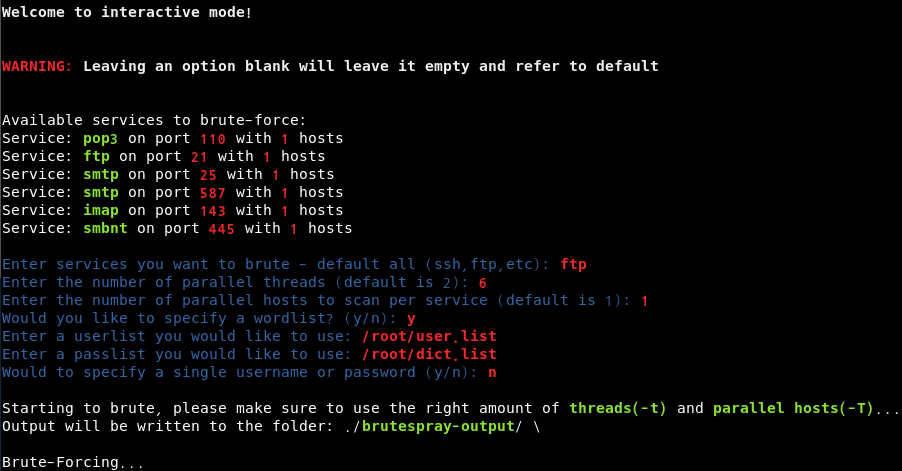 Welcome to interactive mode!
WARNING: Leaving an option blank will leave it empty and refer to default
Available services to brute-force:
Service: pop3 on port 110 with 1 hosts
Service: ftp on port 21 with 1 hosts
Service: smtp on port 25 with 1 hosts
Service: smtp on port 587 with 1 hosts
Service: imap on port 143 with 1 hosts
Service: smbnt on port 445 with 1 hosts
Enter services you want to brute - default all (ssh,ftp,etc): ftp
Enter the number of parallel threads (default is 2): 6
Enter the number of parallel hosts to scan per service (default is 1): 1
Would you like to specify a wordlist? (y/n): y
Enter a userlist you would like to use: /root/user.list
Enter a passlist you would like to use: /root/dict.list
Would to specify a single username or password (y/n): n
Starting to brute, please make sure to use the right amount of threads(-t) and parallel hosts(-T)...
Output will be written to the folder: ./brutespray-output/ \
Brute-Forcing...